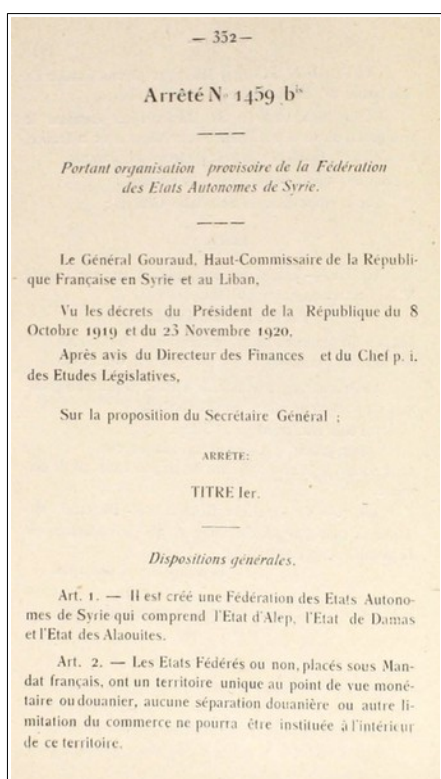 — 352—
Arrêté N° 1459 bis
Portant organisation provisoire de la Fédération
des Etats Autonomes de Syrie.
Le Général Gouraud, Haut-Commissaire de la Républi-
que Française en Syrie et au Liban,
Vu les décrets du Président de la République du 8
Octobre 1919 et du 23 Novembre 1920,
Après avis du Directeur des Finances et du Chef p. i.
des Etudes Législatives,
Sur la proposition du Secrétaire Général ;
ARRÊTE:
TITRE Ier.
Dispositions générales.
Art. 1. — Il est créé une Fédération des Etats Autono-
mes de Syrie qui comprend l'Etat d'Alep, l'Etat de Damas
et l'Etat des Alaouites.
Art. 2. — Les Etats Fédérés ou non, placés sous Man-
dat français, ont un territoire unique au point de vue moné-
taire ou douanier, aucune séparation douanière ou autre li-
mitation du commerce ne pourra être instituée à l'intérieur
de ce territoire.